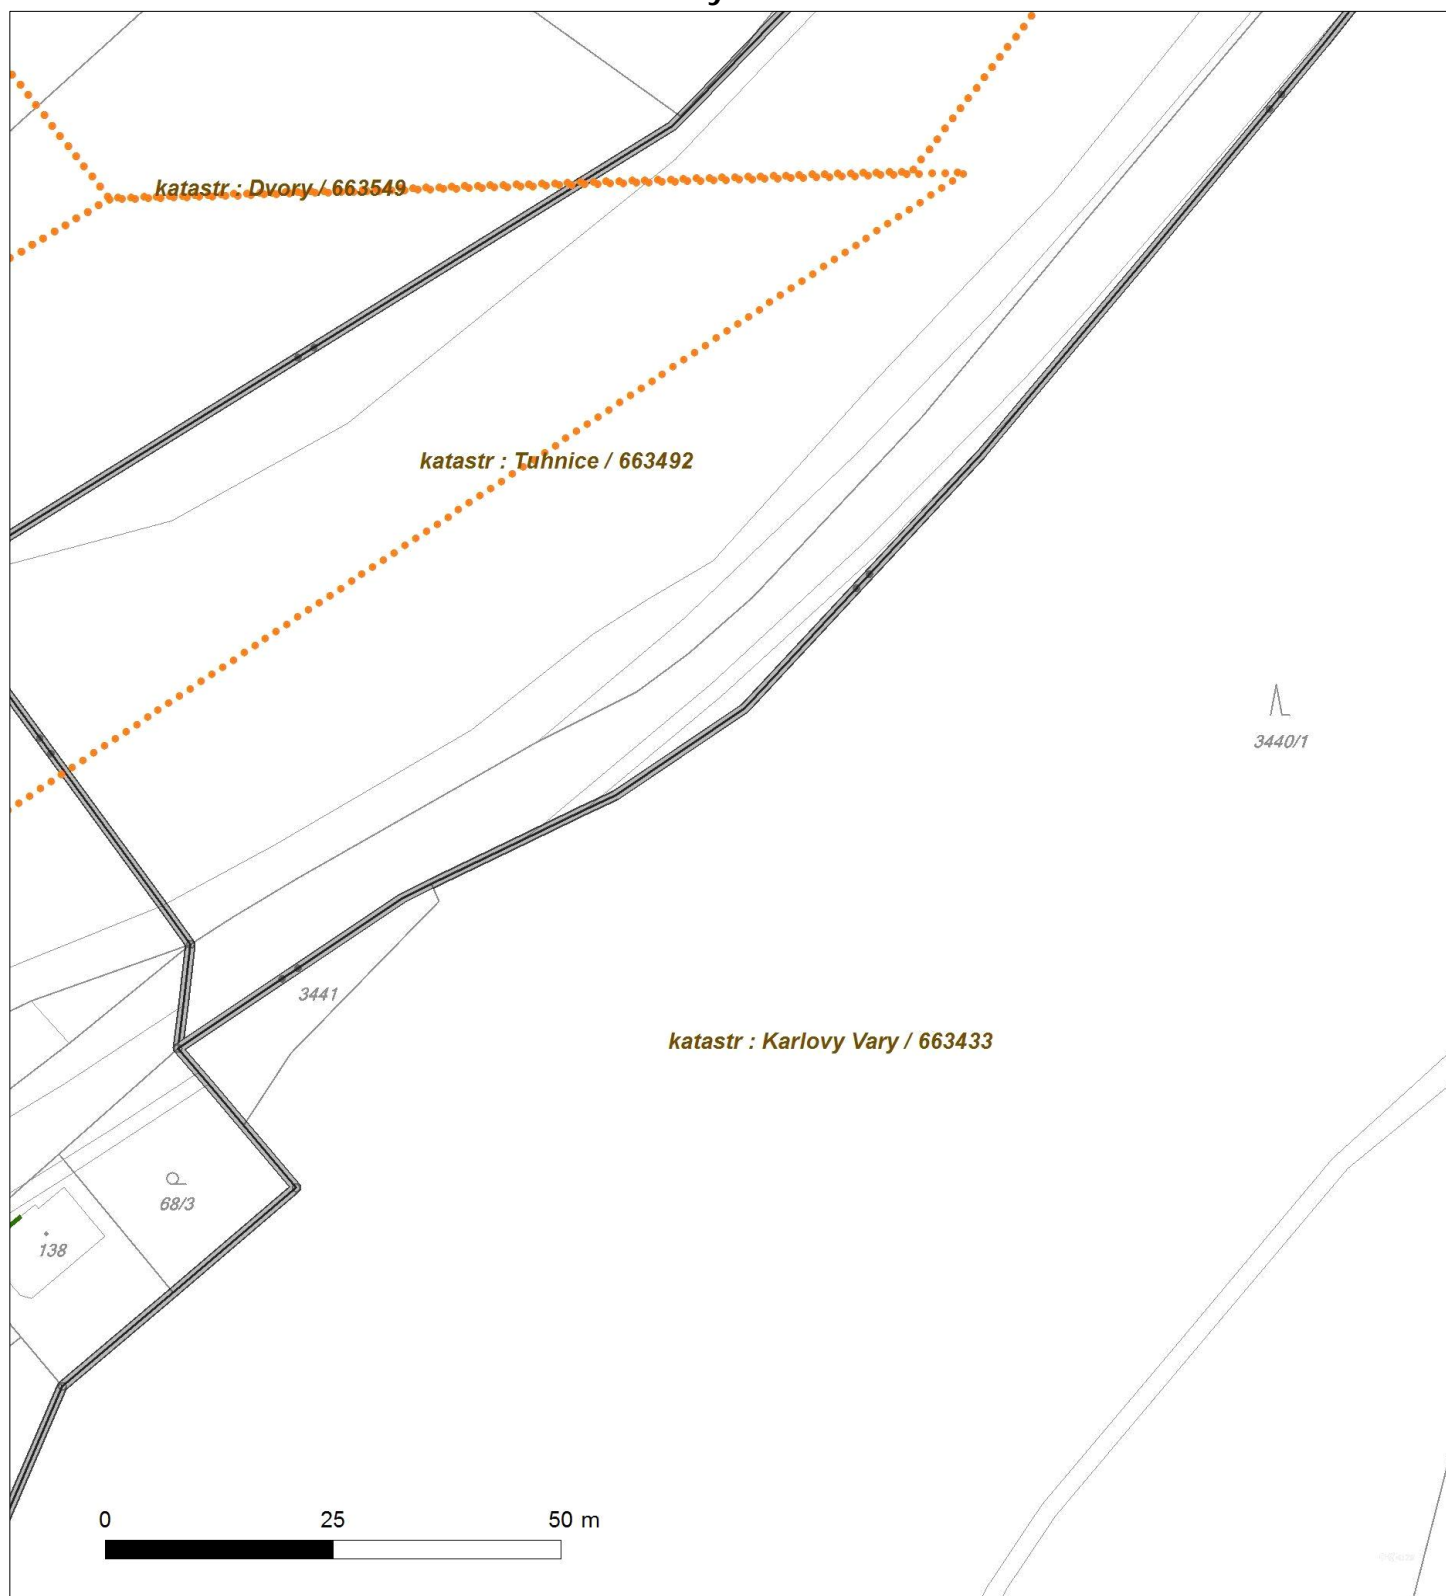 katastr : Dvory / 663549
katastr : Tuhnice / 663492
3440/1
3441
katastr : Karlovy Vary / 663433
68/3
138
0 25 50 m